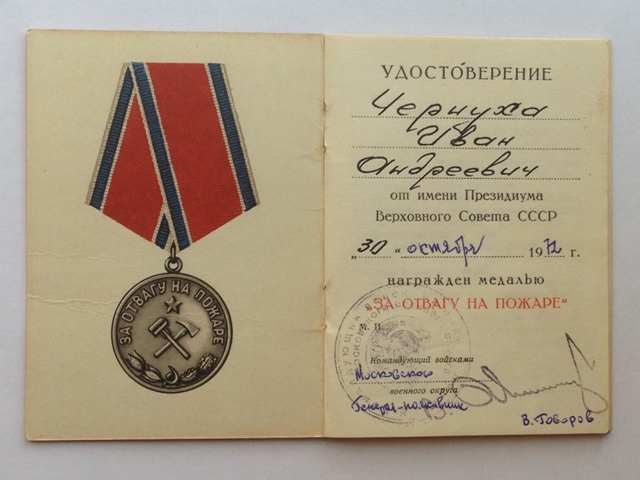 ЗА ОТВАГУ НА ПОЖАРЕ
УДОСТОВЕРЕНИЕ
Чернуха
Иван
Андреевич
от имени Президиума
Верховного Совета СССР
„30“ октября 1972 г.
награжден медалью
"ЗА ОТВАГУ НА ПОЖАРЕ“
М. П.
Командующий войсками
Московского
военного округа
Генерал-полковник
В. Говоров